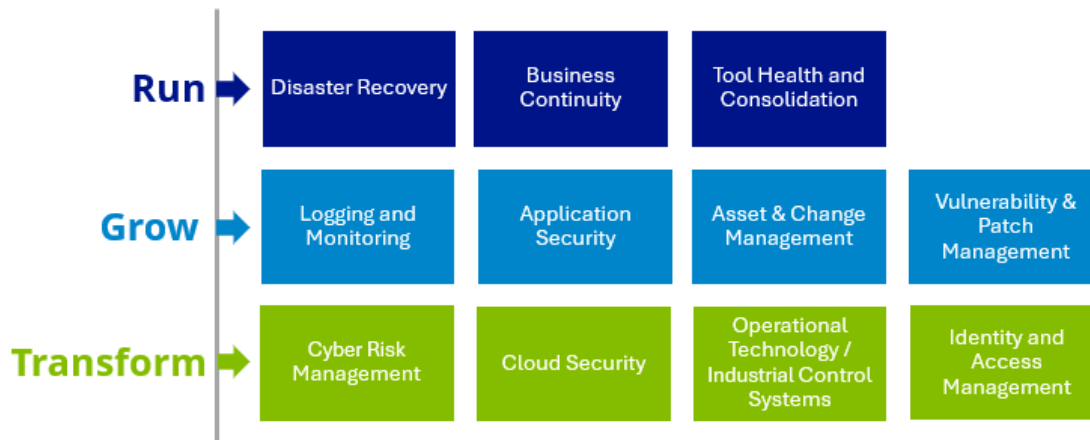 Run
Disaster Recovery
Business
Continuity
Tool Health and
Consolidation
Grow
Logging and
Monitoring
Application
Security
Asset & Change
Management
Vulnerability &
Patch
Management
Transform
Cyber Risk
Management
Cloud Security
Operational
Technology /
Industrial Control
Systems
Identity and
Access
Management